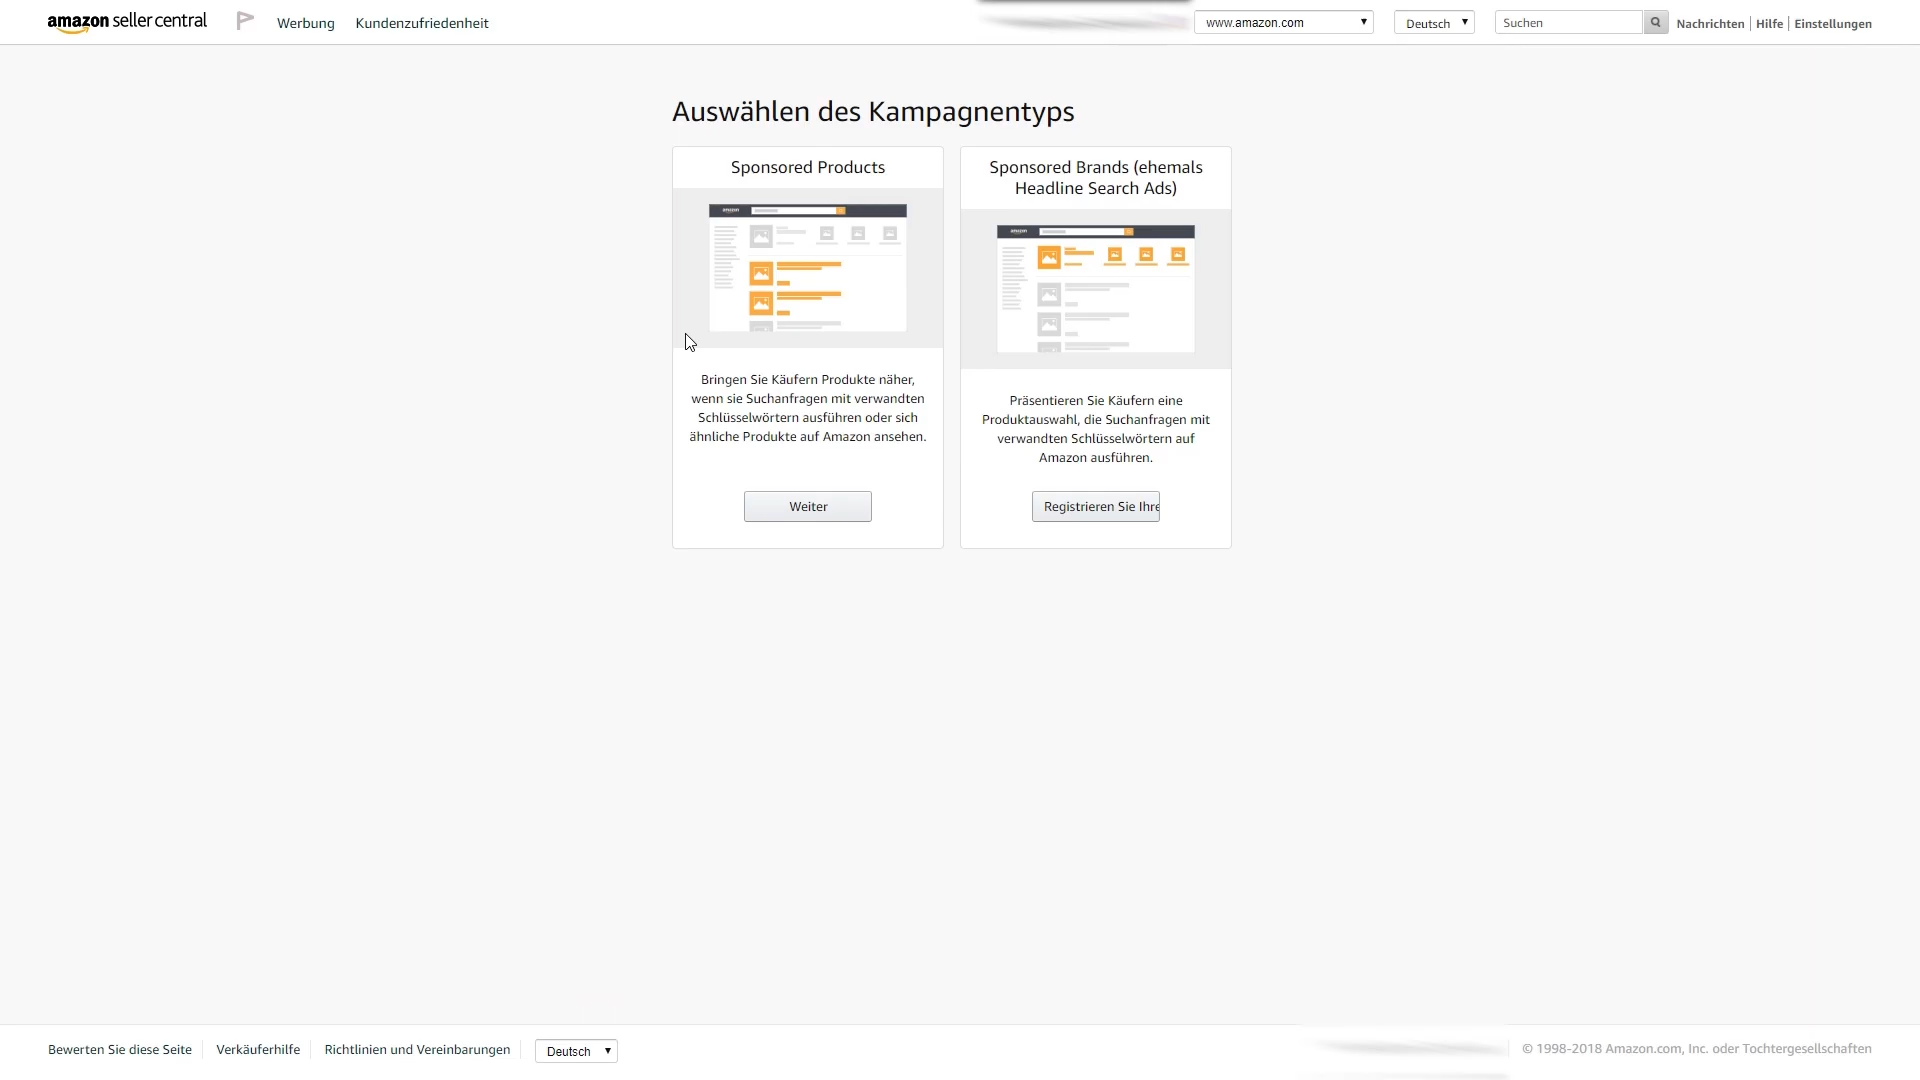 amazon seller central
Werbung
Kundenzufriedenheit
www.amazon.com
Deutsch
Suchen
Nachrichten | Hilfe | Einstellungen
Auswählen des Kampagnentyps
Sponsored Products
amazon
Bringen Sie Käufern Produkte näher,
wenn sie Suchanfragen mit verwandten
Schlüsselwörtern ausführen oder sich
ähnliche Produkte auf Amazon ansehen.
Weiter
Sponsored Brands (ehemals
Headline Search Ads)
amazon
Präsentieren Sie Käufern eine
Produktauswahl, die Suchanfragen mit
verwandten Schlüsselwörtern auf
Amazon ausführen.
Registrieren Sie Ihre
Bewerten Sie diese Seite
Verkäuferhilfe
Richtlinien und Vereinbarungen
Deutsch
© 1998-2018 Amazon.com, Inc. oder Tochtergesellschaften